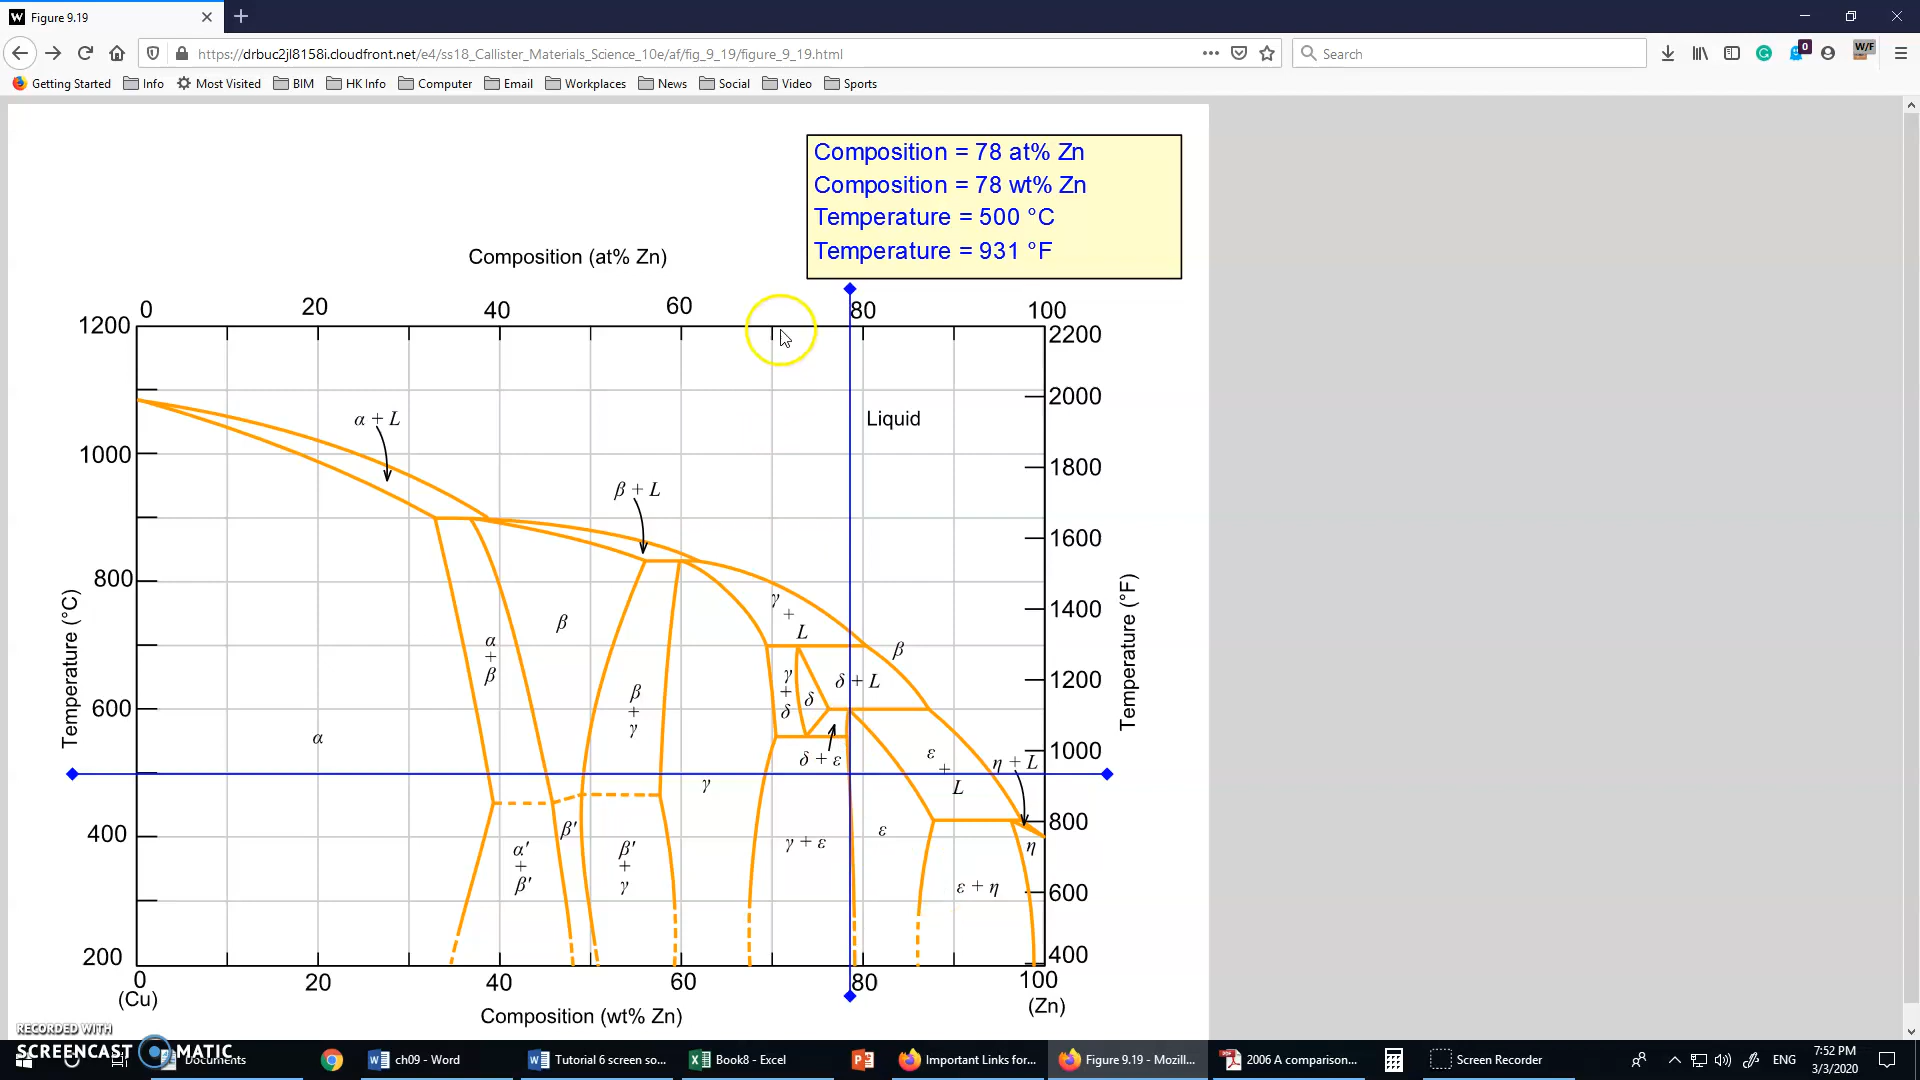 Figure 9.19
https://drbuc2jl8158i.cloudfront.net/e4/ss18_Callister_Materials_Science_10e/af/fig_9_19/figure_9_19.html
Search
0
W/F
Getting Started Info Most Visited BIM HK Info Computer Email Workplaces News Social Video Sports
Composition = 78 at% Zn
Composition = 78 wt% Zn
Temperature = 500 °C
Temperature = 931 °F
Composition (at% Zn)
0 20 40 60 80 100
1200 2200
2000
α + L Liquid
1000 1800
β + L
1600
800
γ
+
L
1400
β
β
α
+
β
δ + L
γ
+
δ
δ
1200
β
+
γ
600
α
1000
δ + ε
ε
+
L
η + L
γ
800
400
β′
ε
γ + ε
η
α′
+
β′
β′
+
γ
ε + η
600
200 400
Temperature (°C)
Temperature (°F)
0 20 40 60 80 100
(Cu) (Zn)
Composition (wt% Zn)
RECORDED WITH
SCREENCAST MATIC
Documents
ch09 - Word
Tutorial 6 screen so...
Book8 - Excel
Important Links for...
Figure 9.19 - Mozill...
2006 A comparison...
Screen Recorder
ENG
7:52 PM
3/3/2020